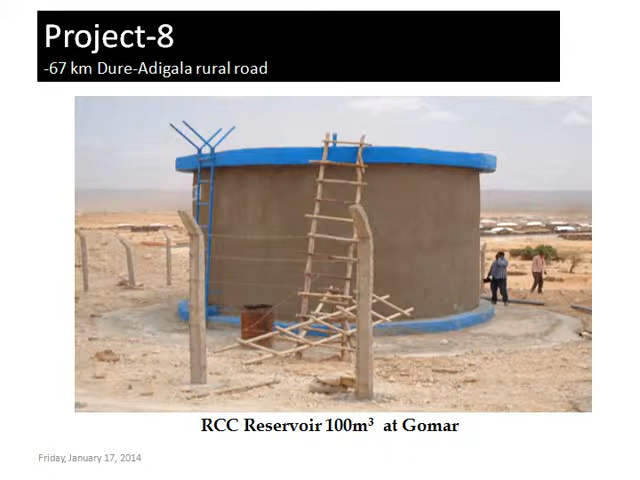 Project-8
-67 km Dure-Adigala rural road
RCC Reservoir 100m³ at Gomar
Friday, January 17, 2014